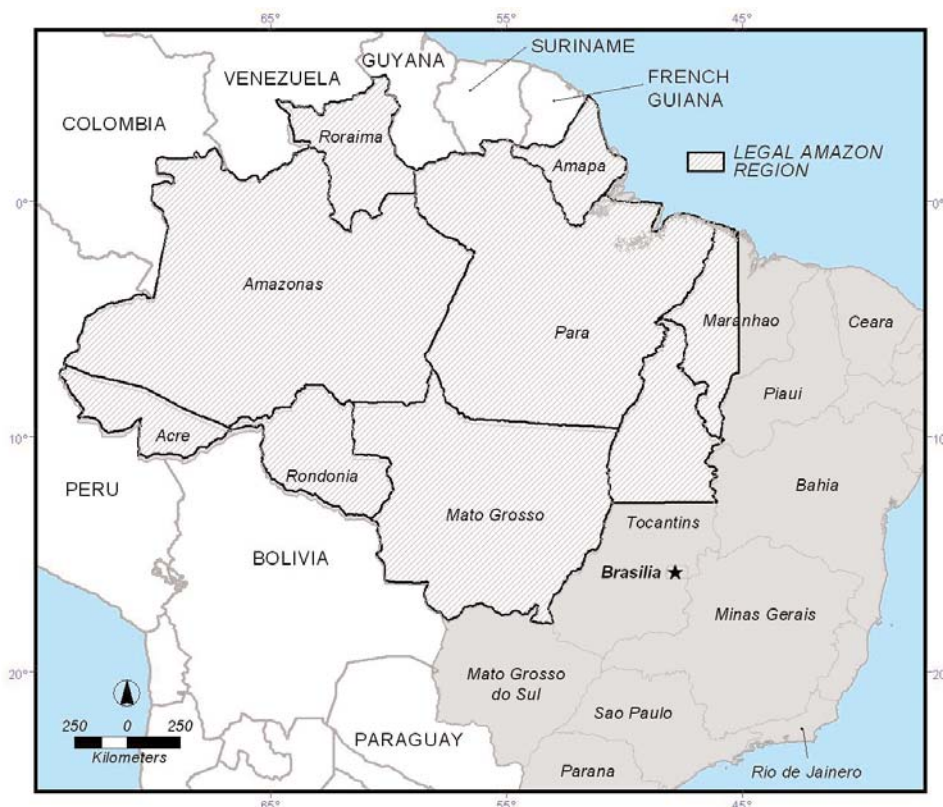 65°
55°
45°
SURINAME
GUYANA
VENEZUELA
FRENCH
GUIANA
COLOMBIA
Roraima
LEGAL AMAZON
REGION
Amapa
0°
0°
Amazonas
Para
Maranhao
Ceara
Piaui
10°
10°
Acre
Rondonia
PERU
Mato Grosso
Bahia
Tocantins
BOLIVIA
Brasilia
Minas Gerais
20°
20°
Mato Grosso
do Sul
Sao Paulo
250 0 250
Kilometers
PARAGUAY
Parana
Rio de Jainero
65°
55°
45°